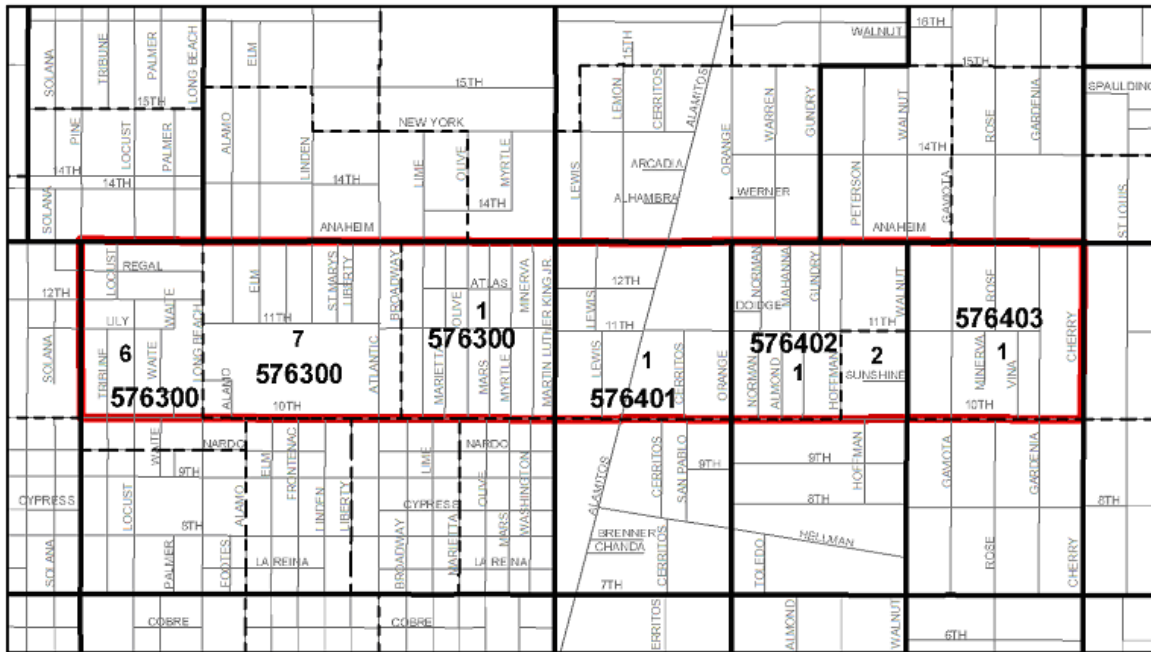 16TH
WALNUT
15TH
SOLANA
TRIBUNE
PALMER
LONG BEACH
ELM
LEMON
CERRITOS
ALAMITOS
15TH
SPAULDING
15TH
15TH
WARREN
GUNDRY
WALNUT
ROSE
GARDENIA
NEW YORK
PINE
LOCUST
PALMER
ALAMO
LINDEN
LIME
OLIVE
MYRTLE
LEWIS
ORANGE
14TH
14TH
14TH
14TH
14TH
ARCADIA
ALHAMBRA
WERNER
PETERSON
GAVIOTA
ST LOUIS
SOLANA
ANAHEIM
ANAHEIM
REGAL
LOCUST
ELM
ST MARYS
LIBERTY
BROADWAY
ATLAS
MINERVA
12TH
NORMAN
MAHANNA
GUNDRY
WALNUT
ROSE
12TH
WAITE
DOIDGE
LILY
LONG BEACH
11TH
OLIVE
1
MARTIN LUTHER KING JR
LEWIS
11TH
11TH
576403
CHERRY
SOLANA
6
7
576300
576300
1
576402
2
1
TRIBUNE
WAITE
ATLANTIC
MARIETTA
MARS
MYRTLE
LEWIS
CERRITOS
ORANGE
NORMAN
ALMOND
1
HOFFMAN
SUNSHINE
MINERVA
VINA
576300
ALAMO
10TH
576401
10TH
WAITE
NARDO
NARDO
ELM
FRONTENAC
LIME
CERRITOS
SAN PABLO
9TH
9TH
9TH
HOFFMAN
GAVIOTA
GARDENIA
CYPRESS
LOCUST
ALAMO
LINDEN
LIBERTY
CYPRESS
OLIVE
MARS
WASHINGTON
ALAMITOS
8TH
8TH
8TH
BRENNER
CHANDA
HELLMAN
SOLANA
PALMER
FOOTES
LA REINA
BROADWAY
MARIETTA
LA REINA
CERRITOS
TOLEDO
ROSE
CHERRY
7TH
COBRE
COBRE
ERRITOS
ALMOND
WALNUT
6TH